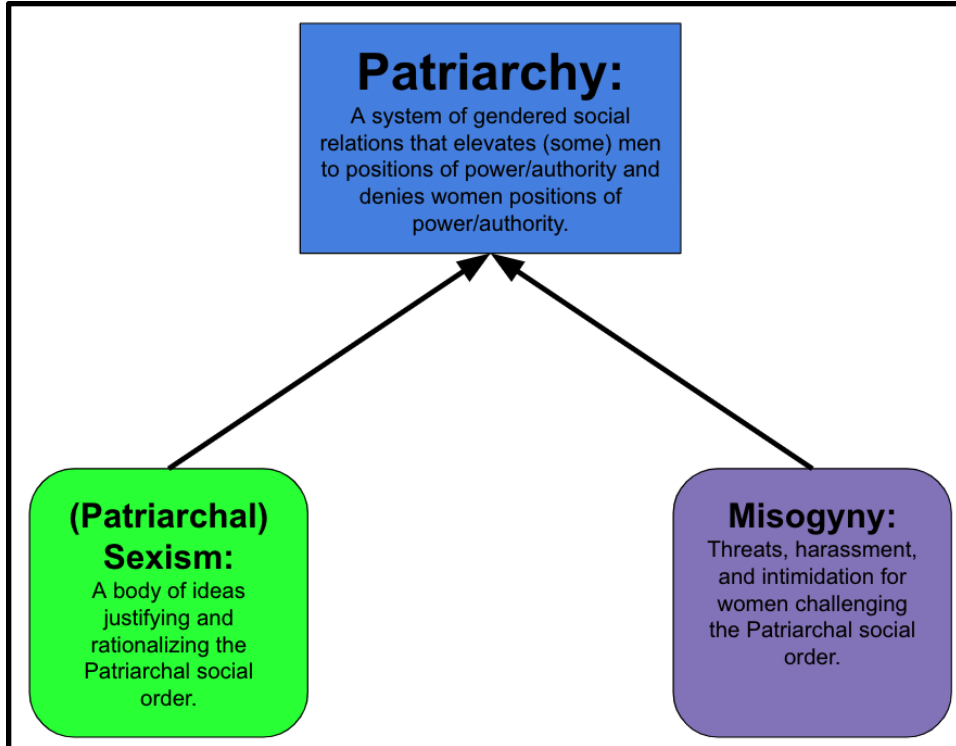 Patriarchy:
A system of gendered social
relations that elevates (some) men
to positions of power/authority and
denies women positions of
power/authority.
(Patriarchal)
Sexism:
A body of ideas
justifying and
rationalizing the
Patriarchal social
order.
Misogyny:
Threats, harassment,
and intimidation for
women challenging
the Patriarchal social
order.